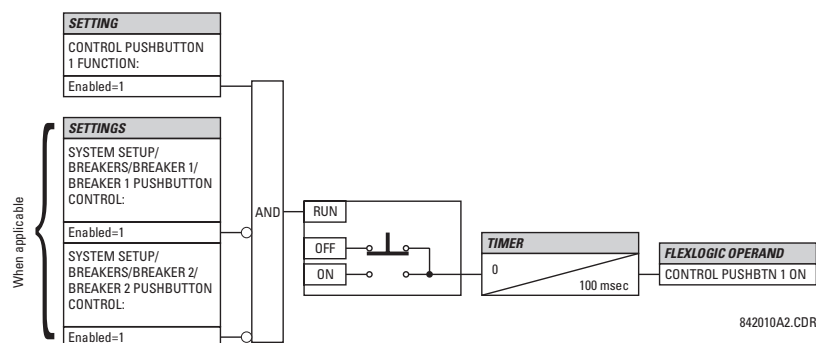 SETTING
CONTROL PUSHBUTTON
1 FUNCTION:
Enabled=1
When applicable
SETTINGS
SYSTEM SETUP/
BREAKERS/BREAKER 1/
BREAKER 1 PUSHBUTTON
CONTROL:
Enabled=1
SYSTEM SETUP/
BREAKERS/BREAKER 2/
BREAKER 2 PUSHBUTTON
CONTROL:
Enabled=1
AND
RUN
OFF
ON
TIMER
0
100 msec
FLEXLOGIC OPERAND
CONTROL PUSHBTN 1 ON
842010A2.CDR